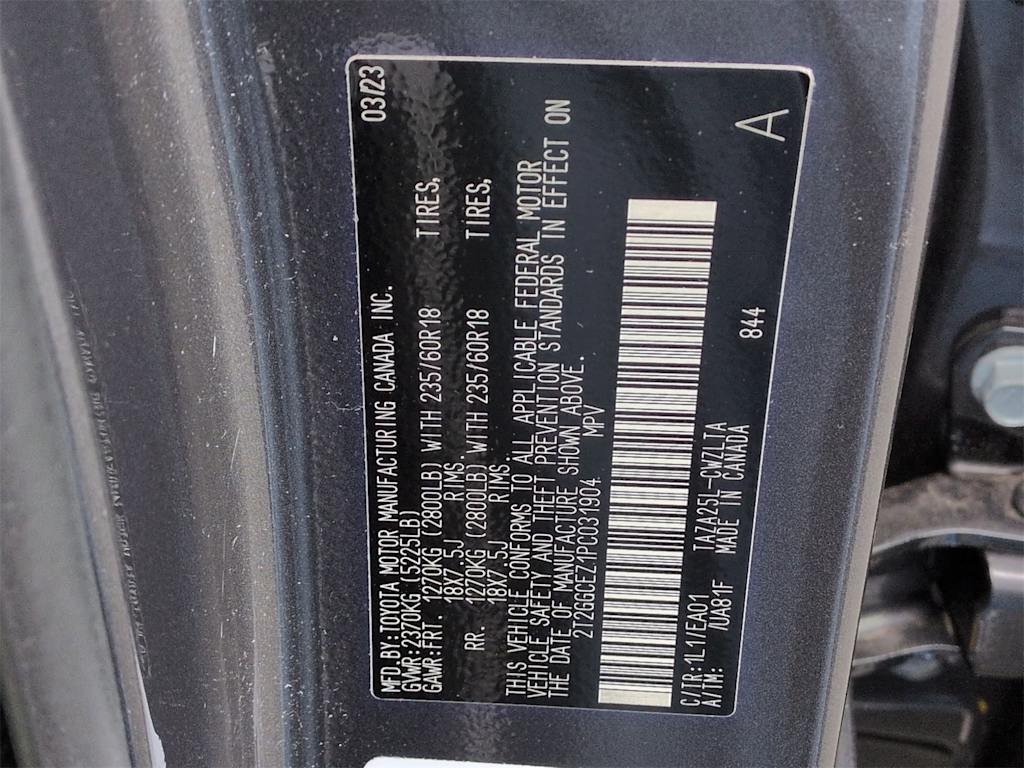 MFD.BY:TOYOTA MOTOR MANUFACTURING CANADA INC. 03/23
GVWR:2370KG (5225LB)
GAWR:FRT. 1270KG (2800LB) WITH 235/60R18 TIRES,
18X7.5J RIMS
RR. 1270KG (2800LB) WITH 235/60R18 TIRES,
18X7.5J RIMS
THIS VEHICLE CONFORMS TO ALL APPLICABLE FEDERAL MOTOR
VEHICLE SAFETY AND THEFT PREVENTION STANDARDS IN EFFECT ON
THE DATE OF MANUFACTURE SHOWN ABOVE.
2T2GGCEZ1PC031904 MPV
C/TR:1L1/EA01 TAZA25L-CWZLTA
A/TM: /UA81F MADE IN CANADA 844
A